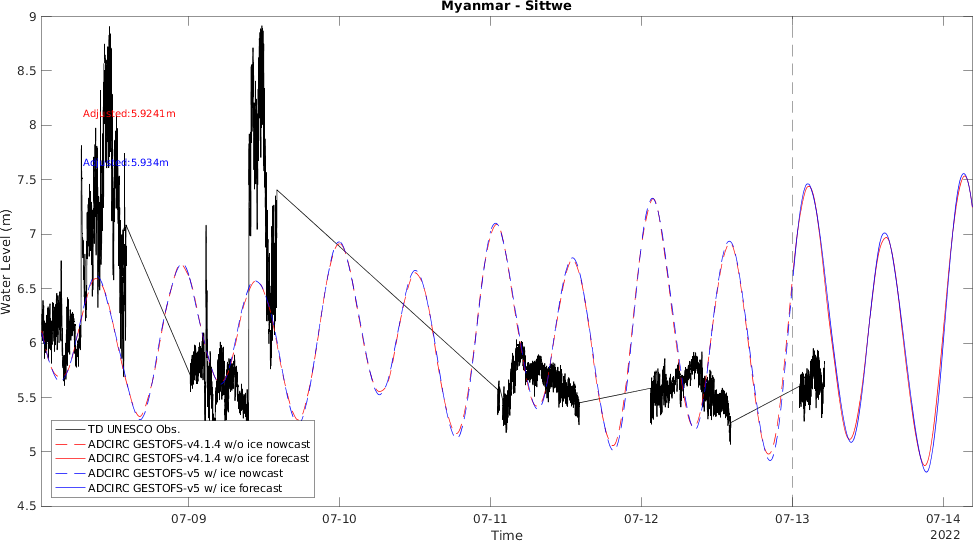 Myanmar - Sittwe
9
8.5
8
7.5
7
6.5
6
5.5
5
4.5
Water Level (m)
Adjusted:5.9241m
Adjusted:5.934m
TD UNESCO Obs.
ADCIRC GESTOFS-v4.1.4 w/o ice nowcast
ADCIRC GESTOFS-v4.1.4 w/o ice forecast
ADCIRC GESTOFS-v5 w/ ice nowcast
ADCIRC GESTOFS-v5 w/ ice forecast
07-09 07-10 07-11 07-12 07-13 07-14
Time
2022